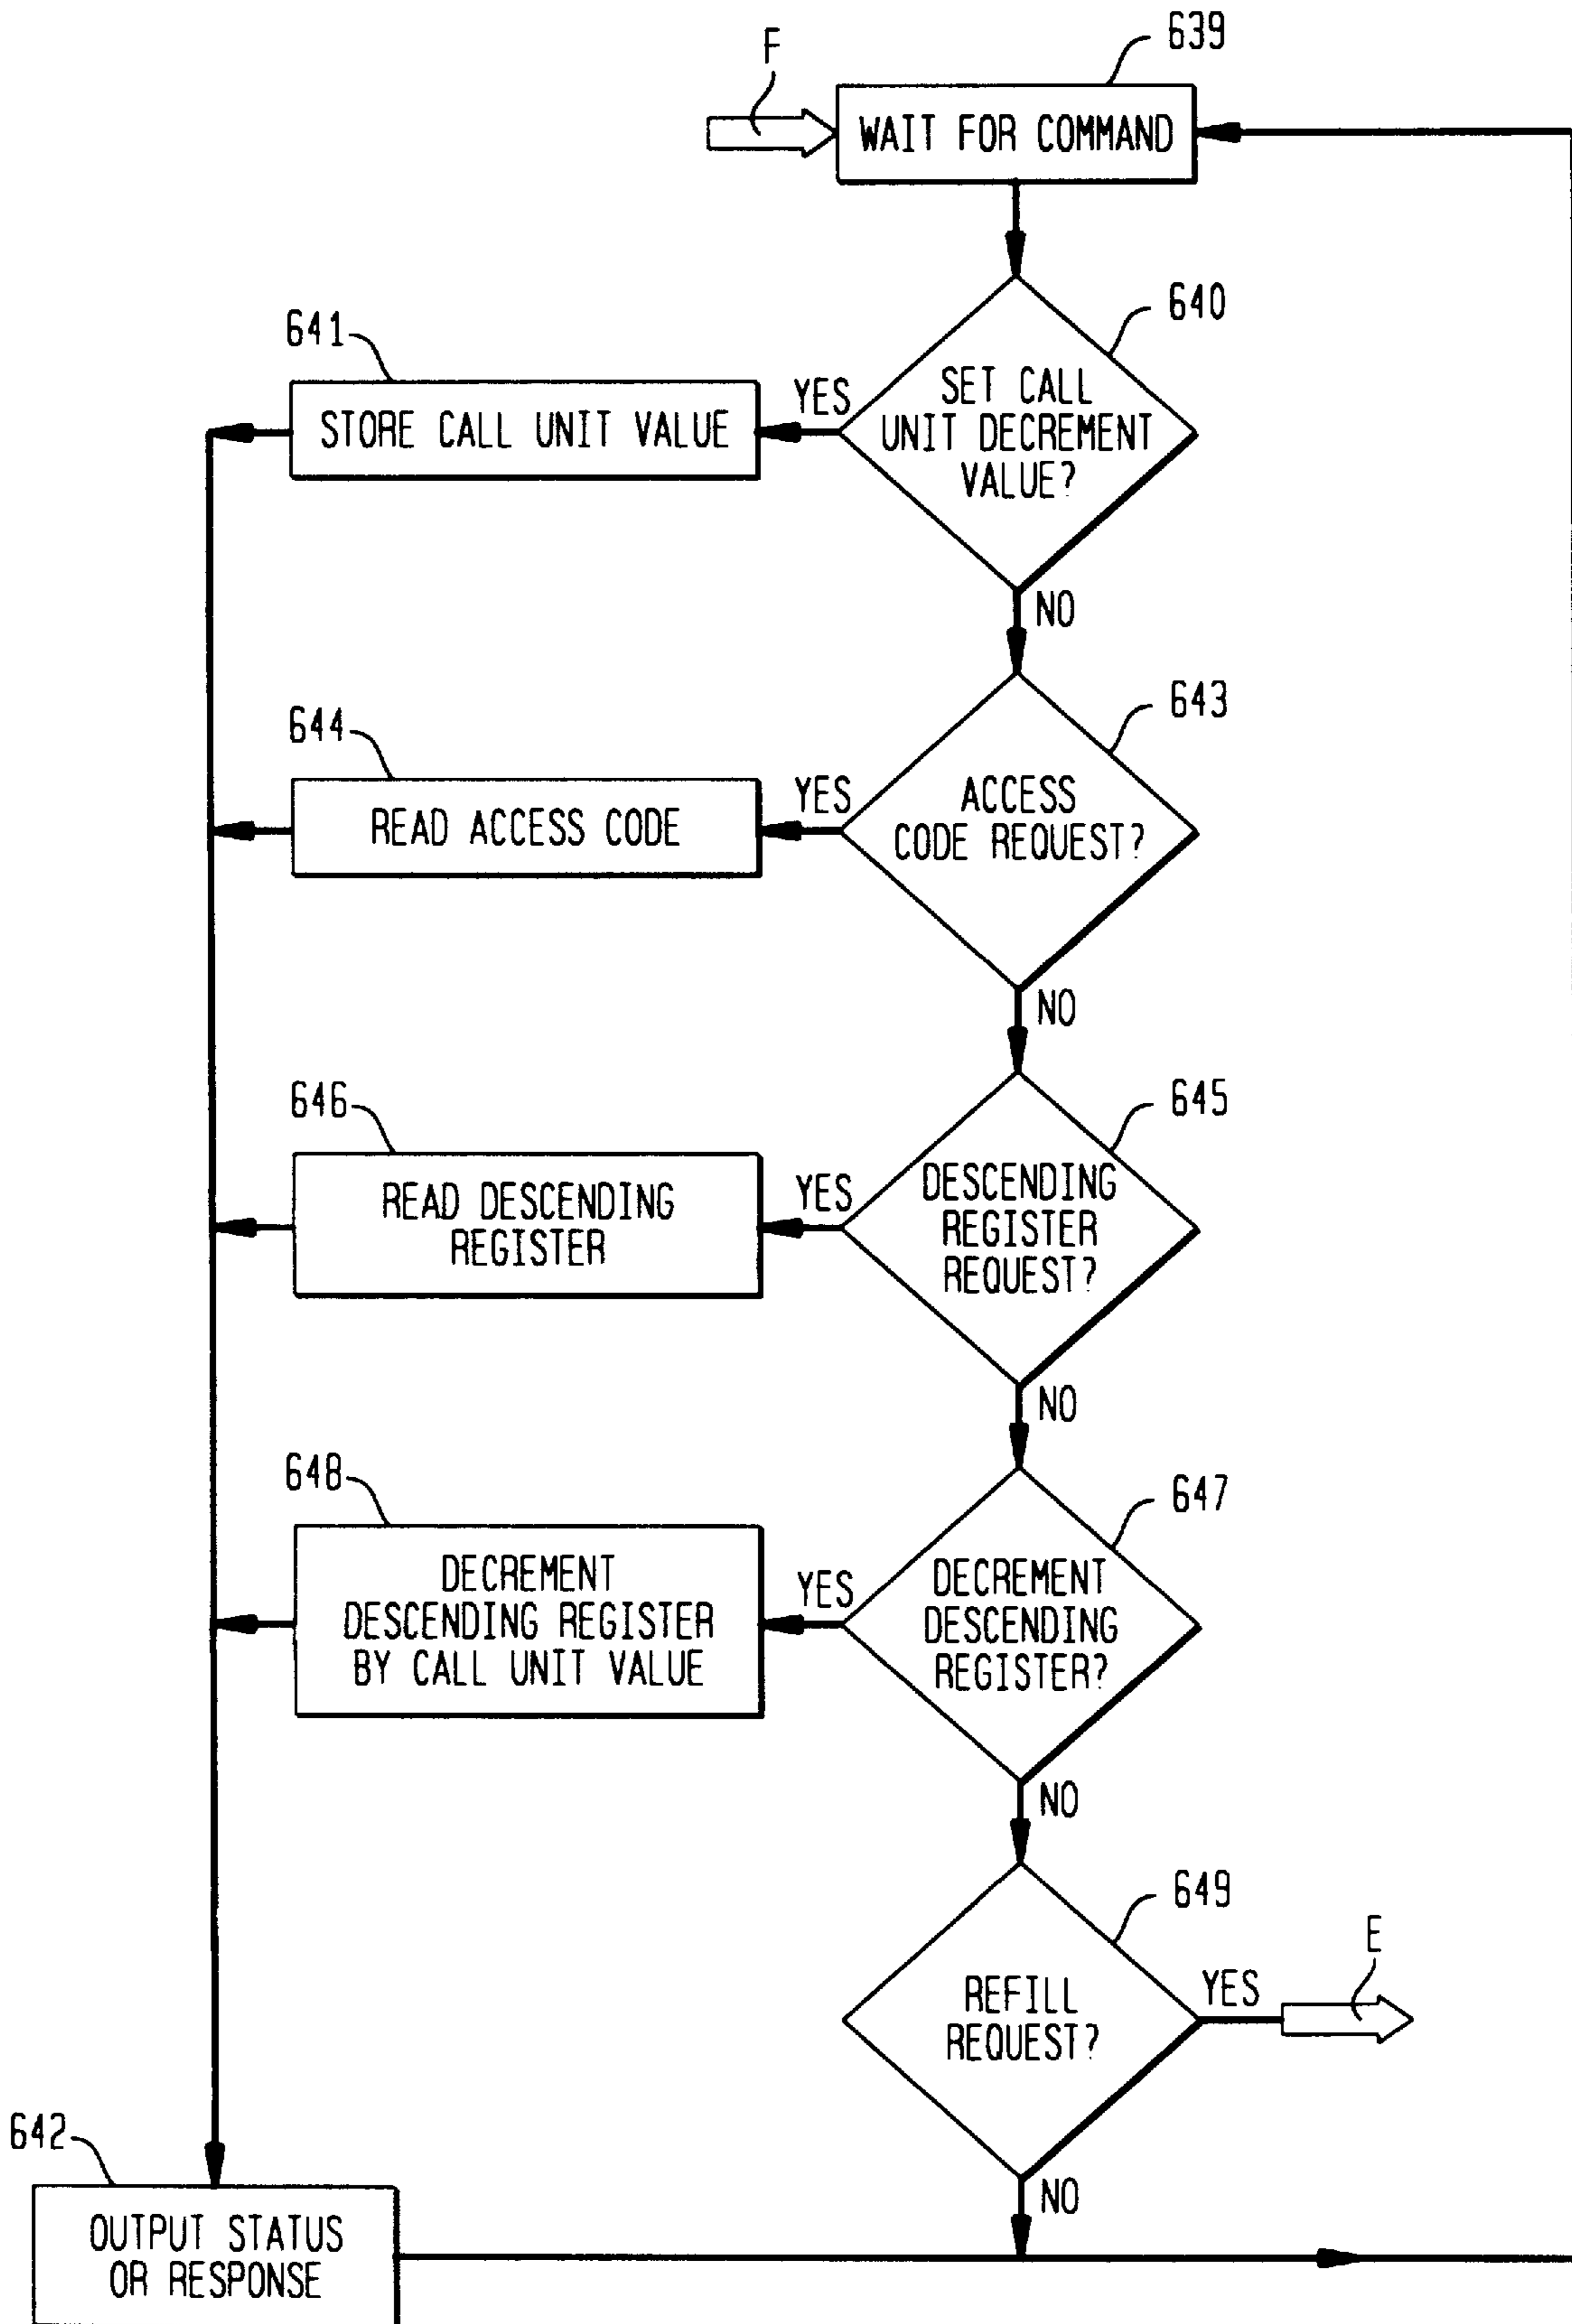 F
639
WAIT FOR COMMAND
640
641
SET CALL
UNIT DECREMENT
VALUE?
YES
STORE CALL UNIT VALUE
NO
643
644
ACCESS
CODE REQUEST?
YES
READ ACCESS CODE
NO
645
646
DESCENDING
REGISTER
REQUEST?
YES
READ DESCENDING
REGISTER
NO
647
648
DECREMENT
DESCENDING
REGISTER?
YES
DECREMENT
DESCENDING REGISTER
BY CALL UNIT VALUE
NO
649
REFILL
REQUEST?
YES
E
NO
642
OUTPUT STATUS
OR RESPONSE